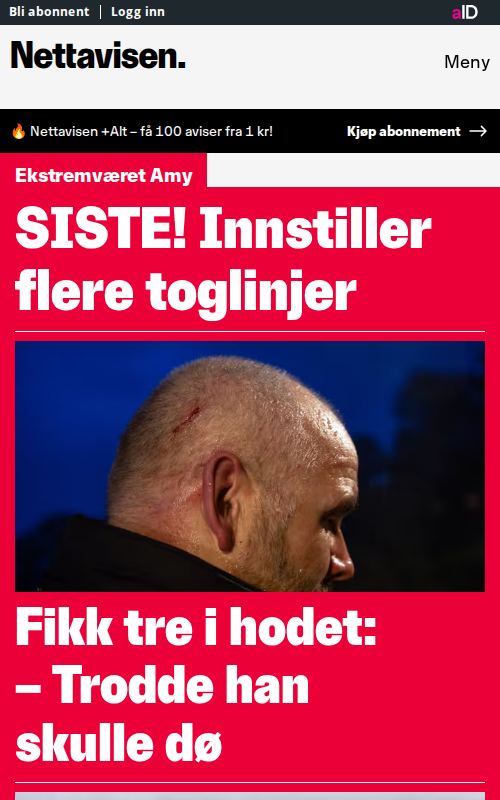 Bli abonnent | Logg inn
aID
Nettavisen.
Meny
🔥 Nettavisen +Alt – få 100 aviser fra 1 kr!
Kjøp abonnement →
Ekstremværet Amy
SISTE! Innstiller
flere toglinjer
Fikk tre i hodet:
– Trodde han
skulle dø